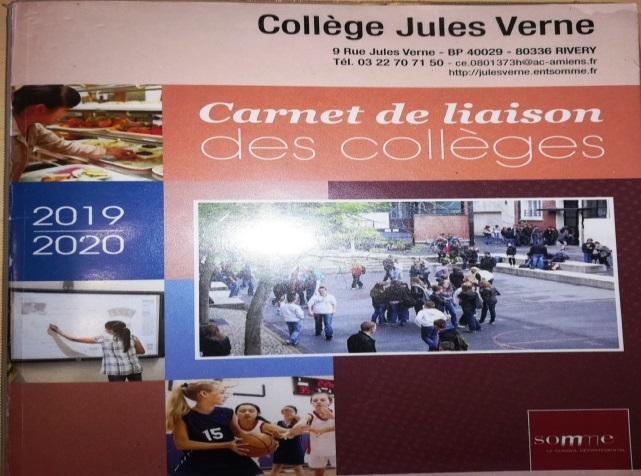 Collège Jules Verne
9 Rue Jules Verne - BP 40029 - 80336 RIVERY
Tél. 03 22 70 71 50 - ce.0801373h@ac-amiens.fr
http://julesverne.entsomme.fr
Carnet de liaison
des collèges
2019
2020
15
somme
LE CONSEIL DÉPARTEMENTAL